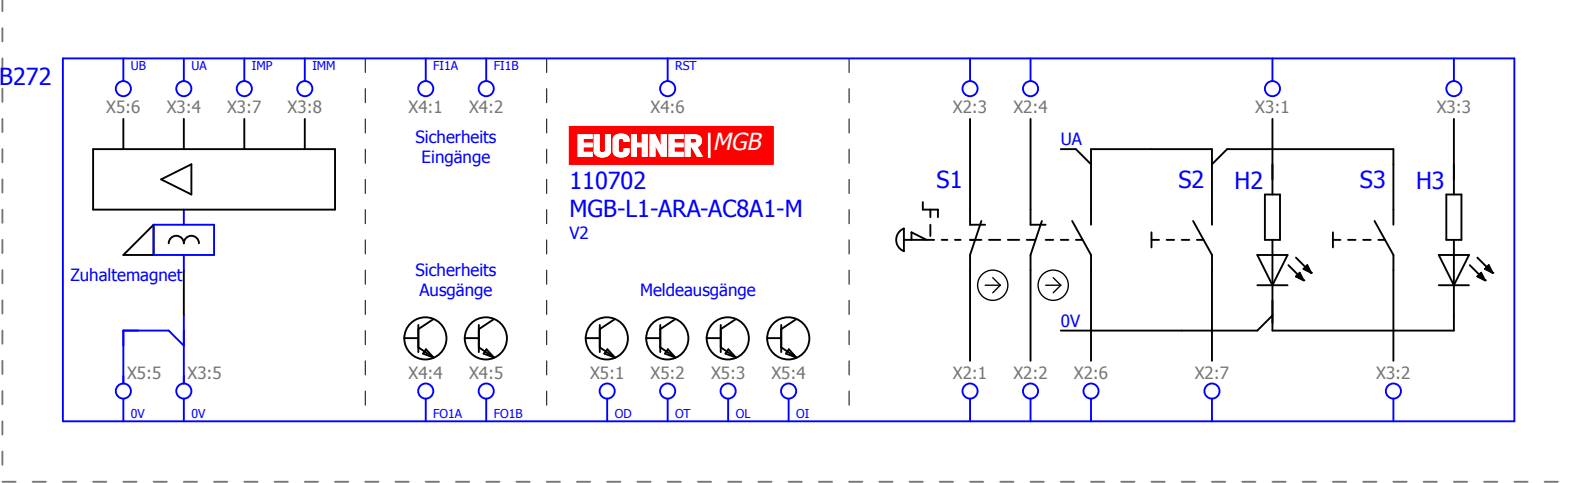 B272
UB UA IMP IMM FI1A FI1B RST
X5:6 X3:4 X3:7 X3:8 X4:1 X4:2 X4:6 X2:3 X2:4 X3:1 X3:3
Sicherheits
Eingänge
EUCHNER|MGB
110702
MGB-L1-ARA-AC8A1-M
V2
UA
S1 S2 H2 S3 H3
Zuhaltemagnet
Sicherheits
Ausgänge
Meldeausgänge
0V
X5:5 X3:5 X4:4 X4:5 X5:1 X5:2 X5:3 X5:4 X2:1 X2:2 X2:6 X2:7 X3:2
0V 0V FO1A FO1B OD OT OL OI